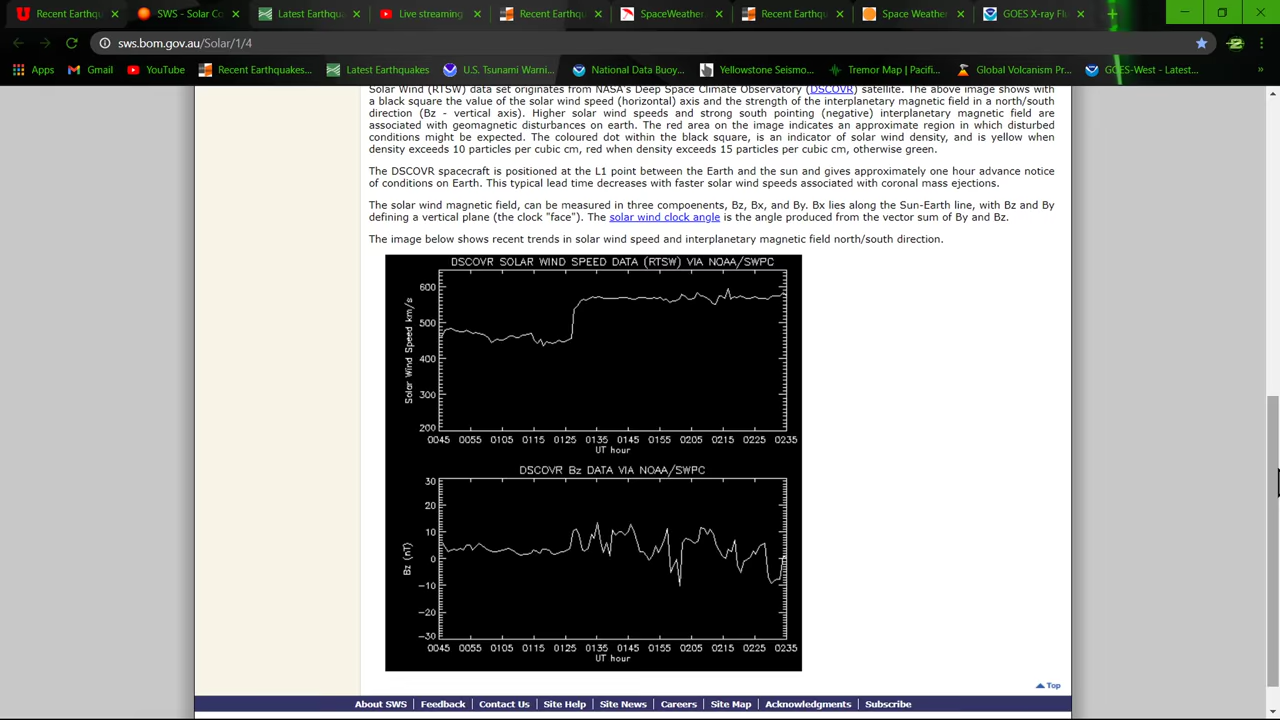 Recent Earthqua
SWS - Solar Co
Latest Earthqua
Live streaming
Recent Earthqu
SpaceWeather.
Recent Earthqu
Space Weather
GOES X-ray Flu
sws.bom.gov.au/Solar/1/4
Apps
Gmail
YouTube
Recent Earthquakes...
Latest Earthquakes
U.S. Tsunami Warni...
National Data Buoy...
Yellowstone Seismo...
Tremor Map | Pacifi...
Global Volcanism Pr...
GOES-West - Latest...
»
Solar Wind (RTSW) data set originates from NASA's Deep Space Climate Observatory (DSCOVR) satellite. The above image shows with
a black square the value of the solar wind speed (horizontal) axis and the strength of the interplanetary magnetic field in a north/south
direction (Bz - vertical axis). Higher solar wind speeds and strong south pointing (negative) interplanetary magnetic field are
associated with geomagnetic disturbances on earth. The red area on the image indicates an approximate region in which disturbed
conditions might be expected. The coloured dot within the black square, is an indicator of solar wind density, and is yellow when
density exceeds 10 particles per cubic cm, red when density exceeds 15 particles per cubic cm, otherwise green.
The DSCOVR spacecraft is positioned at the L1 point between the Earth and the sun and gives approximately one hour advance notice
of conditions on Earth. This typical lead time decreases with faster solar wind speeds associated with coronal mass ejections.
The solar wind magnetic field, can be measured in three compoenents, Bz, Bx, and By. Bx lies along the Sun-Earth line, with Bz and By
defining a vertical plane (the clock "face"). The solar wind clock angle is the angle produced from the vector sum of By and Bz.
The image below shows recent trends in solar wind speed and interplanetary magnetic field north/south direction.
DSCOVR SOLAR WIND SPEED DATA (RTSW) VIA NOAA/SWPC
Solar Wind Speed km/s
600
500
400
300
200
0045 0055 0105 0115 0125 0135 0145 0155 0205 0215 0225 0235
UT hour
DSCOVR Bz DATA VIA NOAA/SWPC
Bz (nT)
30
20
10
0
-10
-20
-30
0045 0055 0105 0115 0125 0135 0145 0155 0205 0215 0225 0235
UT hour
Top
About SWS | Feedback | Contact Us | Site Help | Site News | Careers | Site Map | Acknowledgments | Subscribe